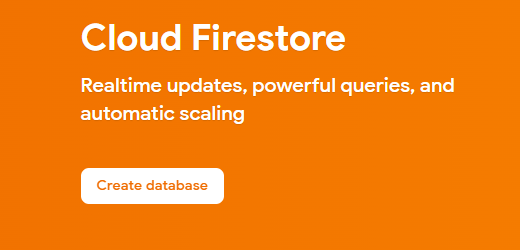 Cloud Firestore
Realtime updates, powerful queries, and
automatic scaling
Create database